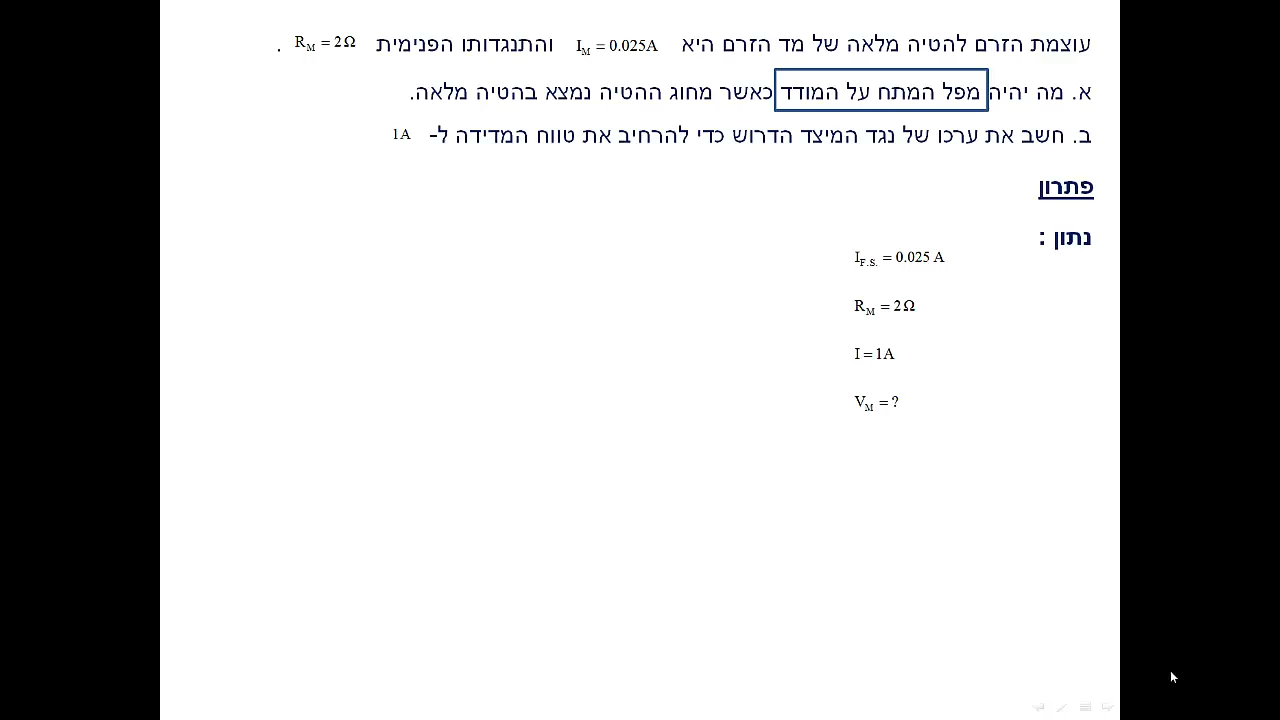 עוצמת הזרם להטיה מלאה של מד הזרם היא I_M = 0.025A והתנגדותו הפנימית R_M = 2Ω .
א. מה יהיה מפל המתח על המודד כאשר מחוג ההטיה נמצא בהטיה מלאה.
ב. חשב את ערכו של נגד המיצד הדרוש כדי להרחיב את טווח המדידה ל- 1A
פתרון
נתון :
I_F.S. = 0.025 A
R_M = 2Ω
I = 1A
V_M = ?